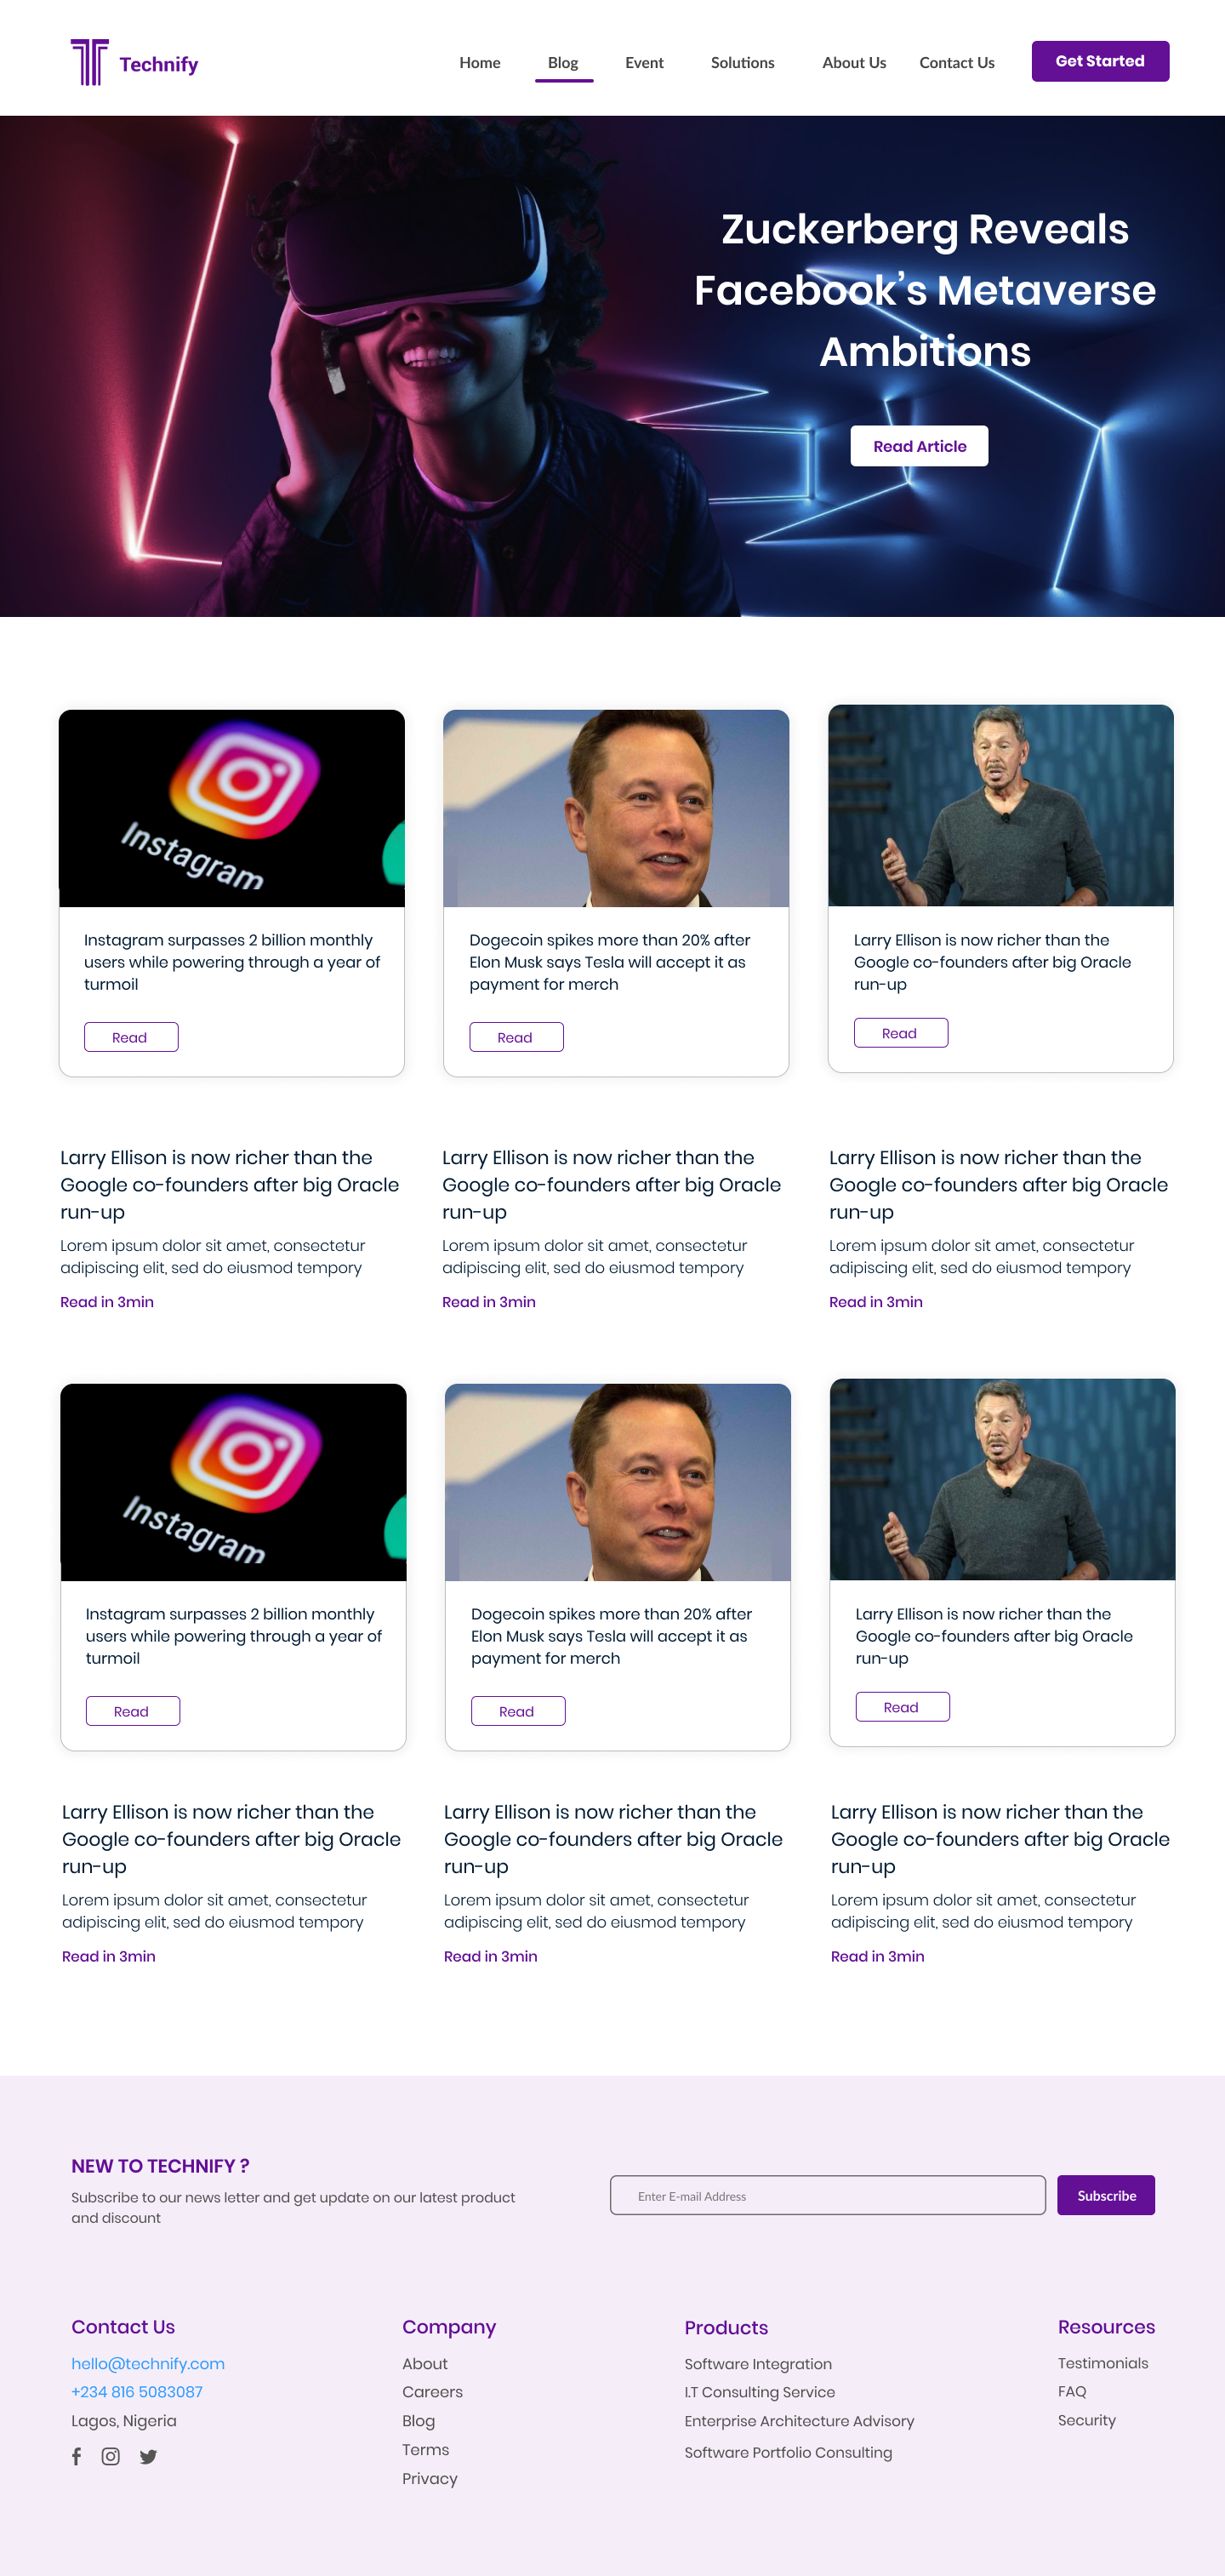 Technify
Home Blog Event Solutions About Us Contact Us Get Started
Zuckerberg Reveals
Facebook's Metaverse
Ambitions
Read Article
Instagram
Instagram surpasses 2 billion monthly
users while powering through a year of
turmoil
Read
Dogecoin spikes more than 20% after
Elon Musk says Tesla will accept it as
payment for merch
Read
Larry Ellison is now richer than the
Google co-founders after big Oracle
run-up
Read
Larry Ellison is now richer than the
Google co-founders after big Oracle
run-up
Lorem ipsum dolor sit amet, consectetur
adipiscing elit, sed do eiusmod tempory
Read in 3min
Larry Ellison is now richer than the
Google co-founders after big Oracle
run-up
Lorem ipsum dolor sit amet, consectetur
adipiscing elit, sed do eiusmod tempory
Read in 3min
Larry Ellison is now richer than the
Google co-founders after big Oracle
run-up
Lorem ipsum dolor sit amet, consectetur
adipiscing elit, sed do eiusmod tempory
Read in 3min
Instagram
Instagram surpasses 2 billion monthly
users while powering through a year of
turmoil
Read
Dogecoin spikes more than 20% after
Elon Musk says Tesla will accept it as
payment for merch
Read
Larry Ellison is now richer than the
Google co-founders after big Oracle
run-up
Read
Larry Ellison is now richer than the
Google co-founders after big Oracle
run-up
Lorem ipsum dolor sit amet, consectetur
adipiscing elit, sed do eiusmod tempory
Read in 3min
Larry Ellison is now richer than the
Google co-founders after big Oracle
run-up
Lorem ipsum dolor sit amet, consectetur
adipiscing elit, sed do eiusmod tempory
Read in 3min
Larry Ellison is now richer than the
Google co-founders after big Oracle
run-up
Lorem ipsum dolor sit amet, consectetur
adipiscing elit, sed do eiusmod tempory
Read in 3min
NEW TO TECHNIFY ?
Subscribe to our news letter and get update on our latest product
and discount
Enter E-mail Address
Subscribe
Contact Us
hello@technify.com
+234 816 5083087
Lagos, Nigeria
Company
About
Careers
Blog
Terms
Privacy
Products
Software Integration
I.T Consulting Service
Enterprise Architecture Advisory
Software Portfolio Consulting
Resources
Testimonials
FAQ
Security